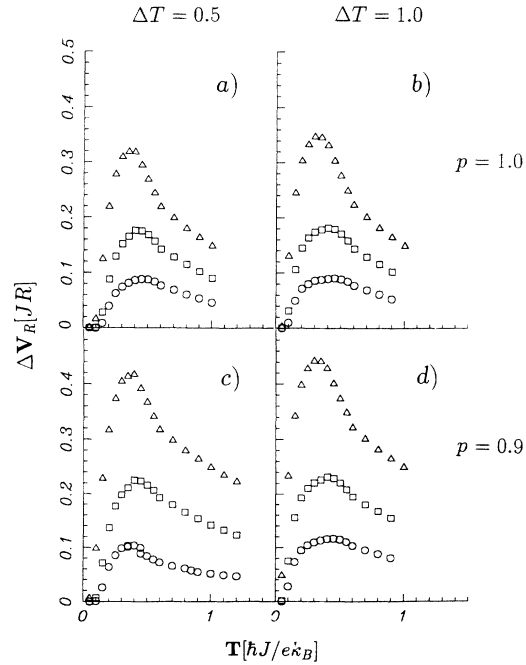 ΔT = 0.5
ΔT = 1.0
0.5
a)
b)
0.4
0.3
p = 1.0
0.2
0.1
0
ΔV_R[JR]
c)
d)
0.4
p = 0.9
0.3
0.2
0.1
0
0
1
0
1
T[ħJ/eκ_B]